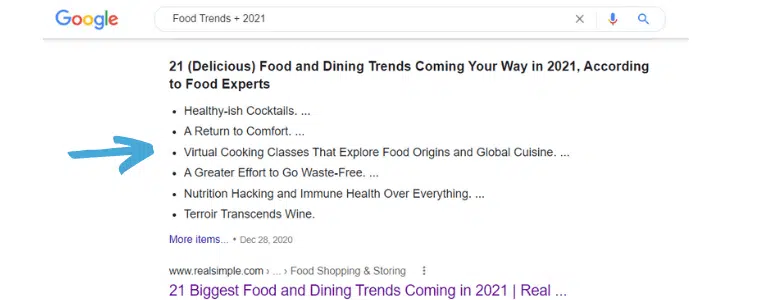 Google
Food Trends + 2021
21 (Delicious) Food and Dining Trends Coming Your Way in 2021, According
to Food Experts
• Healthy-ish Cocktails. ...
• A Return to Comfort. ...
• Virtual Cooking Classes That Explore Food Origins and Global Cuisine. ...
• A Greater Effort to Go Waste-Free. ...
• Nutrition Hacking and Immune Health Over Everything. ...
• Terroir Transcends Wine.
More items... • Dec 28, 2020
www.realsimple.com › ... › Food Shopping & Storing
21 Biggest Food and Dining Trends Coming in 2021 | Real ...